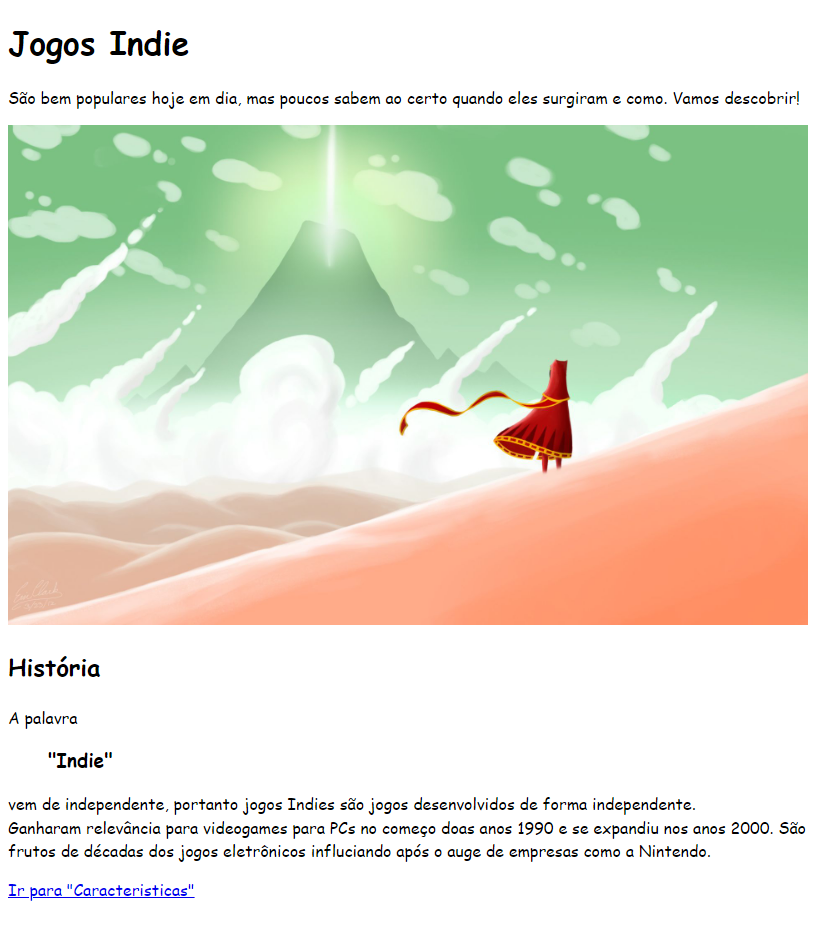 Jogos Indie
São bem populares hoje em dia, mas poucos sabem ao certo quando eles surgiram e como. Vamos descobrir!
História
A palavra
"Indie"
vem de independente, portanto jogos Indies são jogos desenvolvidos de forma independente.
Ganharam relevância para videogames para PCs no começo doas anos 1990 e se expandiu nos anos 2000. São
frutos de décadas dos jogos eletrônicos influciando após o auge de empresas como a Nintendo.
Ir para "Caracteristicas"